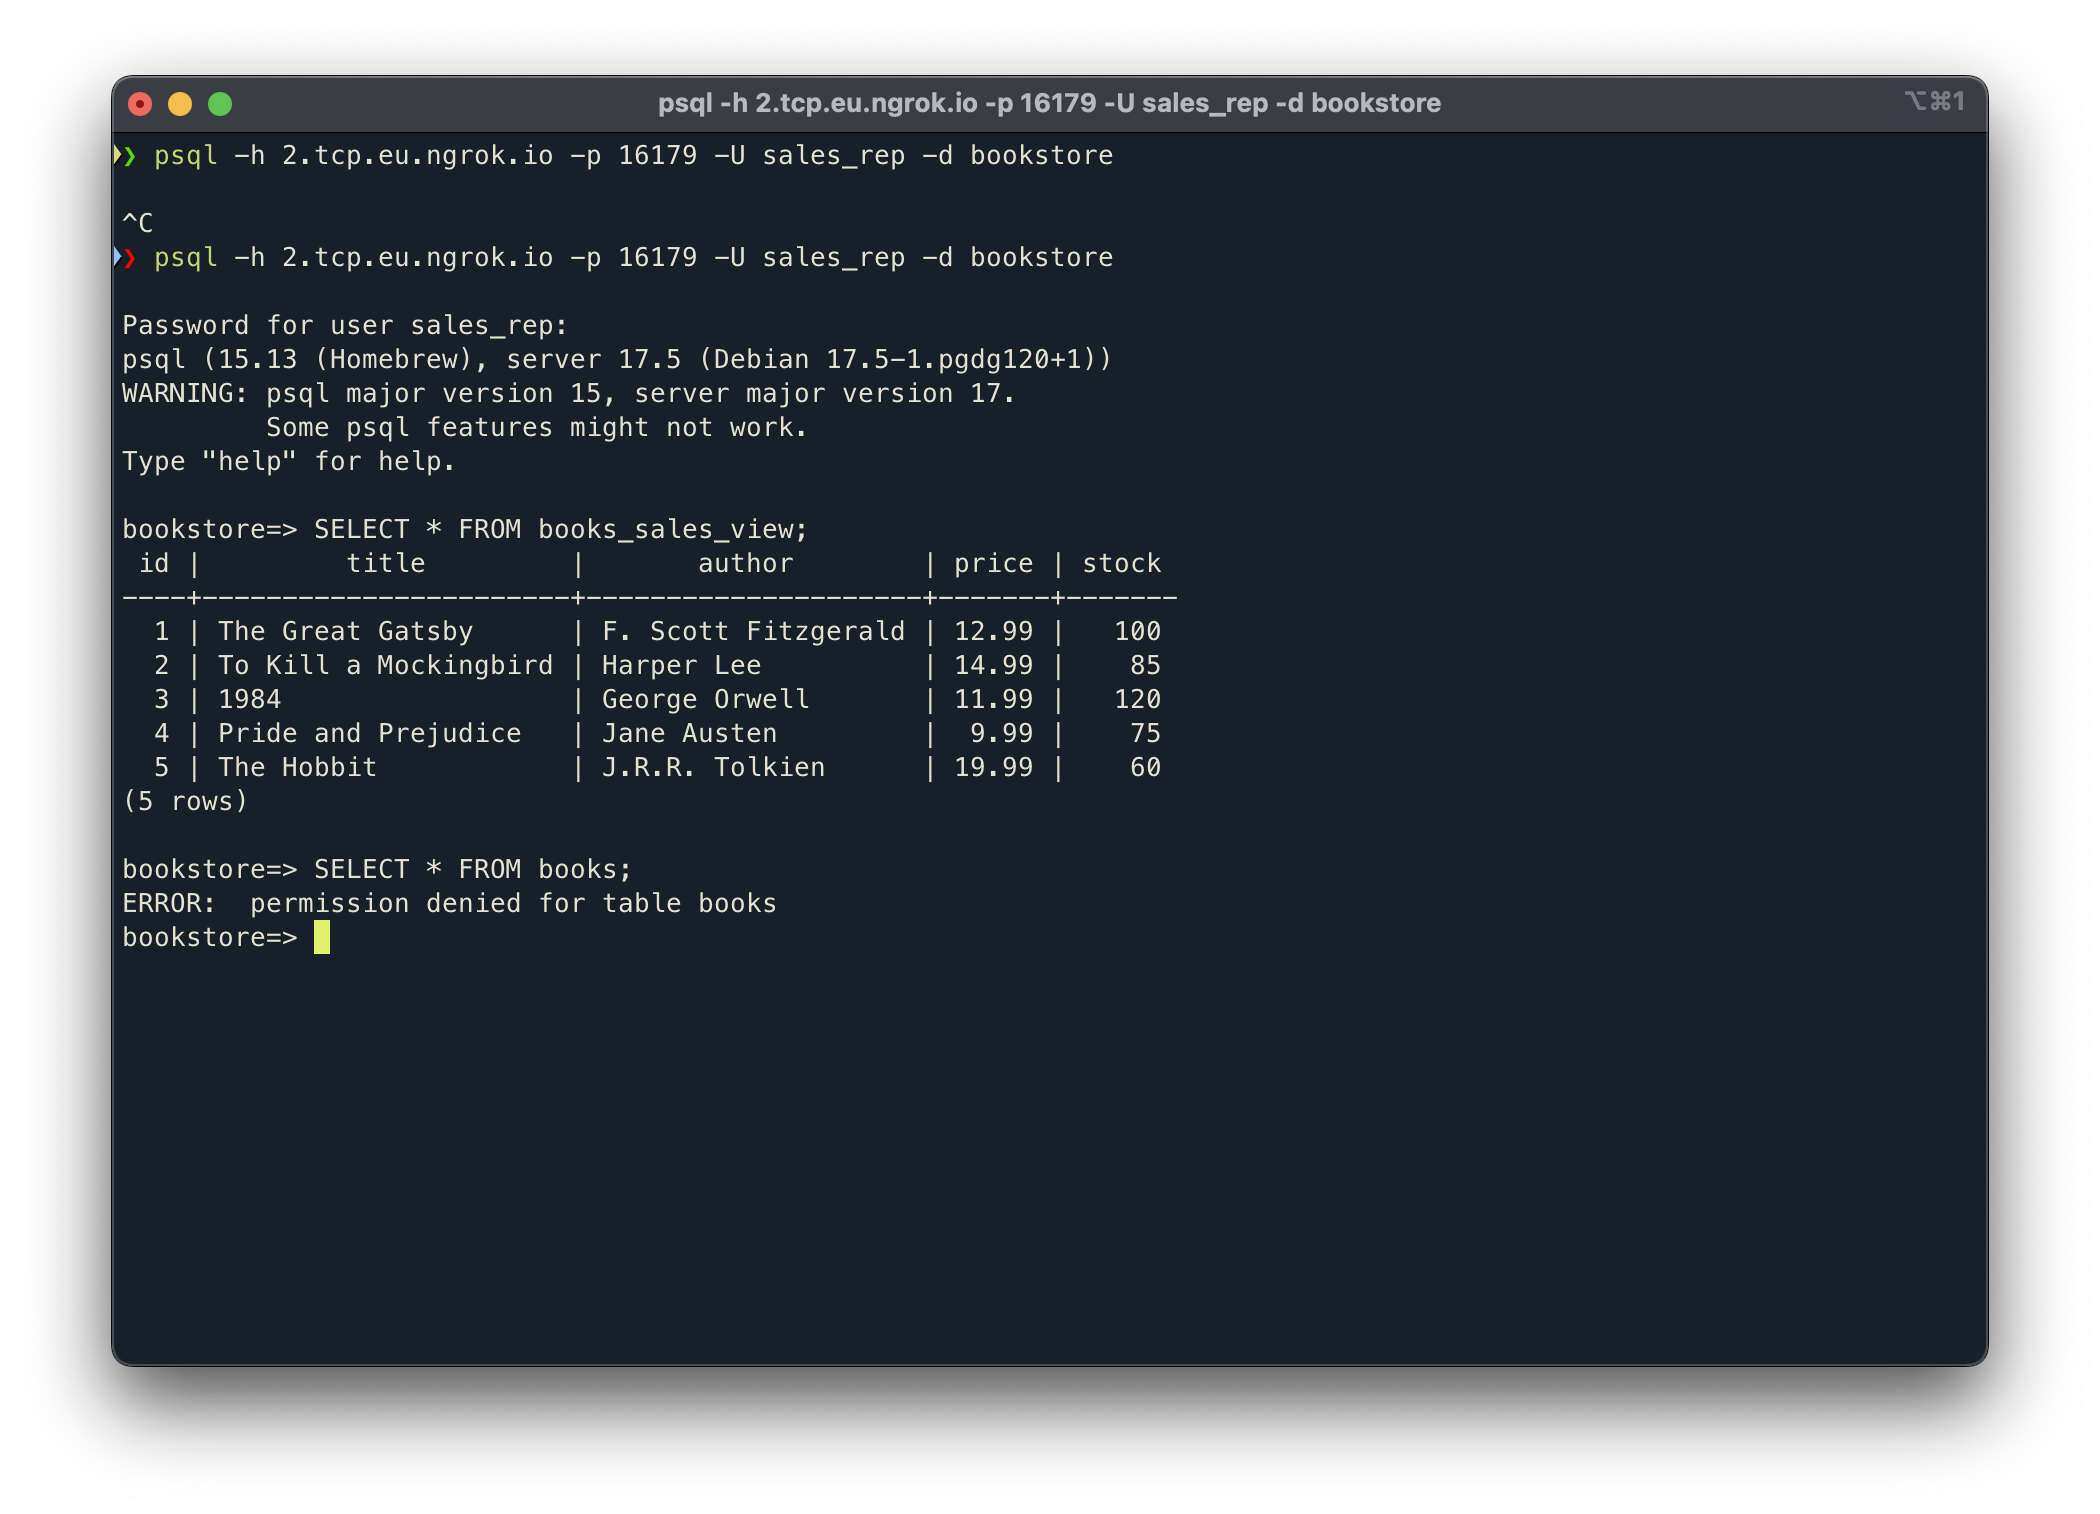 psql -h 2.tcp.eu.ngrok.io -p 16179 -U sales_rep -d bookstore
⌥⌘1
❯ psql -h 2.tcp.eu.ngrok.io -p 16179 -U sales_rep -d bookstore
^C
❯ psql -h 2.tcp.eu.ngrok.io -p 16179 -U sales_rep -d bookstore
Password for user sales_rep:
psql (15.13 (Homebrew), server 17.5 (Debian 17.5-1.pgdg120+1))
WARNING: psql major version 15, server major version 17.
         Some psql features might not work.
Type "help" for help.
bookstore=> SELECT * FROM books_sales_view;
 id |         title         |       author        | price | stock
----+-----------------------+---------------------+-------+-------
  1 | The Great Gatsby      | F. Scott Fitzgerald | 12.99 |   100
  2 | To Kill a Mockingbird | Harper Lee          | 14.99 |    85
  3 | 1984                  | George Orwell       | 11.99 |   120
  4 | Pride and Prejudice   | Jane Austen         |  9.99 |    75
  5 | The Hobbit            | J.R.R. Tolkien      | 19.99 |    60
(5 rows)
bookstore=> SELECT * FROM books;
ERROR:  permission denied for table books
bookstore=>